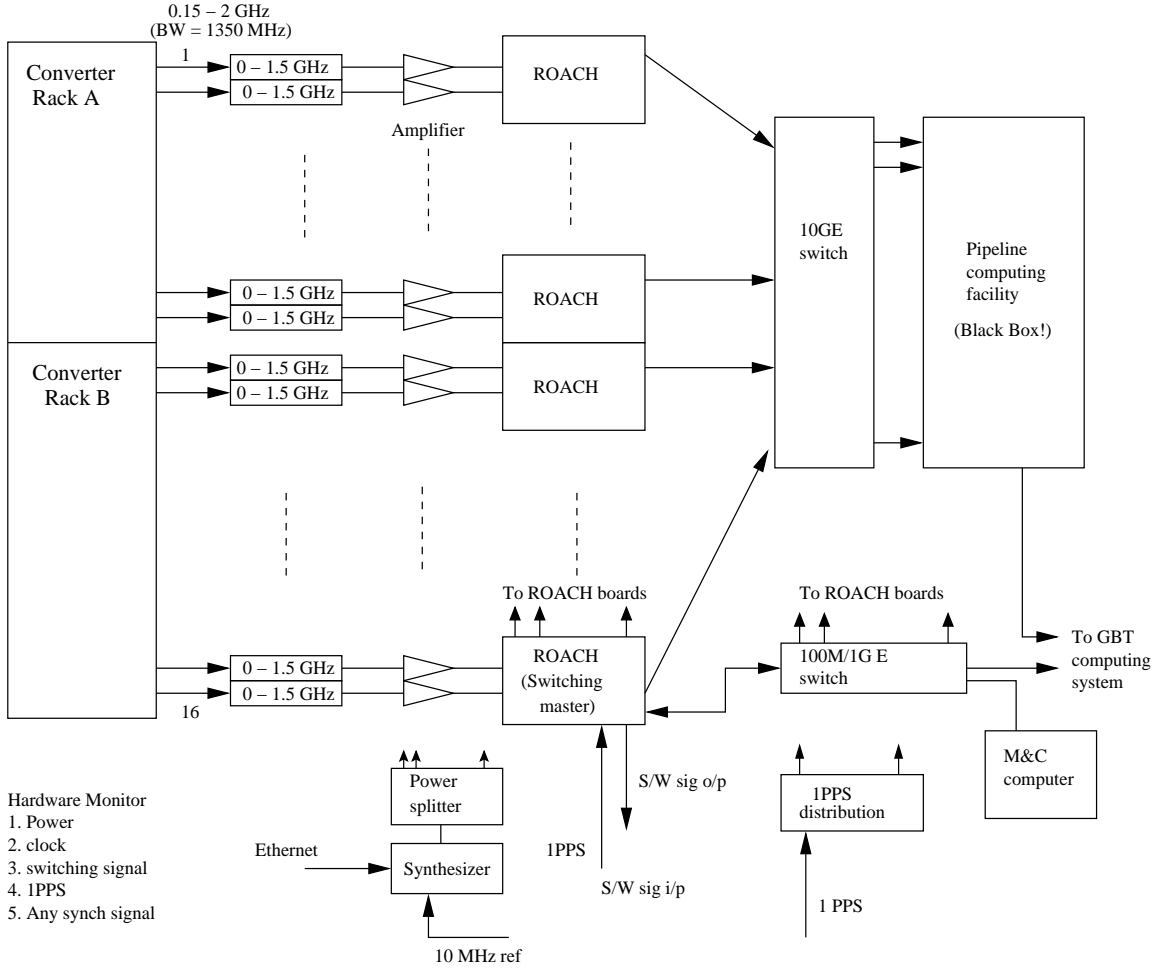 0.15 – 2 GHz
(BW = 1350 MHz)
1
Converter
Rack A
0 – 1.5 GHz
0 – 1.5 GHz
Amplifier
ROACH
10GE
switch
Pipeline
computing
facility
(Black Box!)
0 – 1.5 GHz
0 – 1.5 GHz
ROACH
Converter
Rack B
0 – 1.5 GHz
0 – 1.5 GHz
ROACH
To ROACH boards
To ROACH boards
0 – 1.5 GHz
0 – 1.5 GHz
16
ROACH
(Switching
master)
100M/1G E
switch
To GBT
computing
system
M&C
computer
Power
splitter
S/W sig o/p
1PPS
distribution
Hardware Monitor
1. Power
2. clock
3. switching signal
4. 1PPS
5. Any synch signal
Ethernet
Synthesizer
1PPS
S/W sig i/p
1 PPS
10 MHz ref